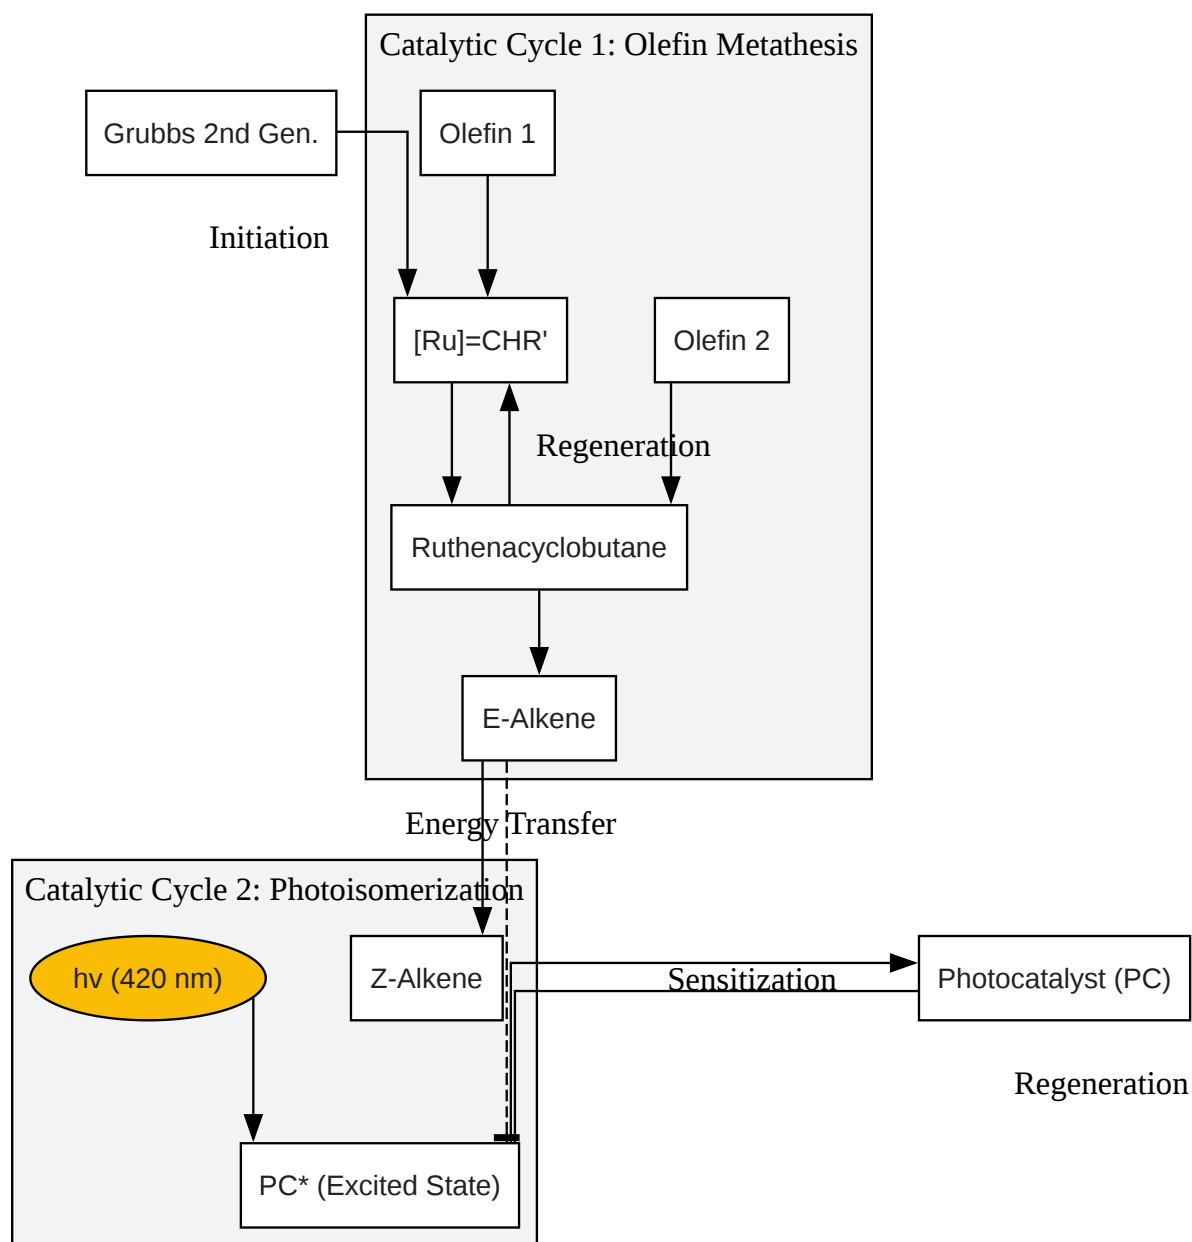 Catalytic Cycle 1: Olefin Metathesis
Grubbs 2nd Gen.
Olefin 1
Initiation
[Ru]=CHR'
Olefin 2
Regeneration
Ruthenacyclobutane
E-Alkene
Energy Transfer
Catalytic Cycle 2: Photoisomerization
hv (420 nm)
Z-Alkene
Sensitization
Photocatalyst (PC)
Regeneration
PC* (Excited State)